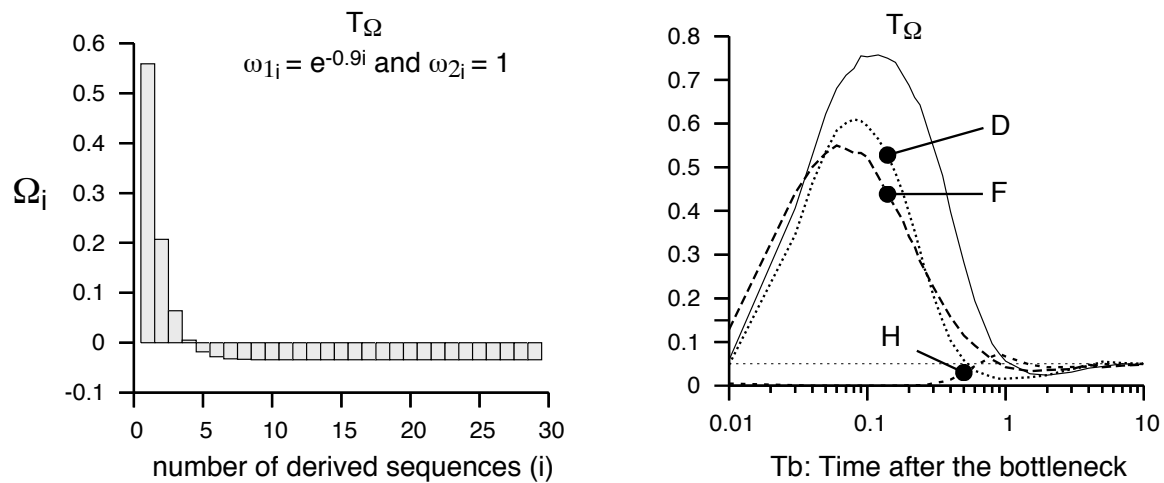 TΩ
ω1i = e-0.9i and ω2i = 1
0.6
0.5
0.4
0.3
0.2
0.1
0
-0.1
Ωi
0 5 10 15 20 25 30
number of derived sequences (i)
TΩ
0.8
0.7
0.6
0.5
0.4
0.3
0.2
0.1
0
D
F
H
0.01 0.1 1 10
Tb: Time after the bottleneck